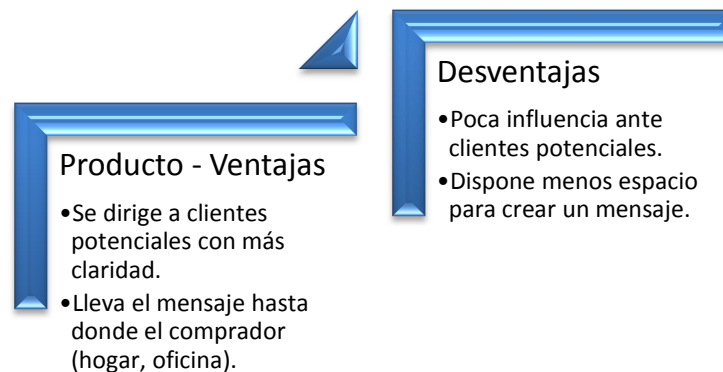 Producto - Ventajas
•Se dirige a clientes
potenciales con más
claridad.
•Lleva el mensaje hasta
donde el comprador
(hogar, oficina).
Desventajas
•Poca influencia ante
clientes potenciales.
•Dispone menos espacio
para crear un mensaje.